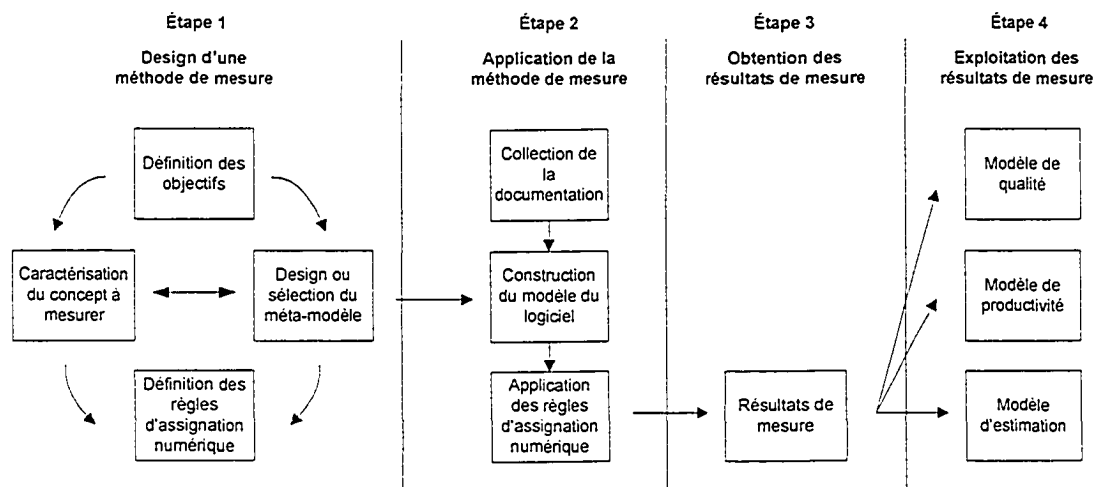 Étape 1
Design d'une
méthode de mesure
Définition des
objectifs
Caractérisation
du concept à
mesurer
Design ou
sélection du
méta-modèle
Définition des
règles
d'assignation
numérique
Étape 2
Application de la
méthode de mesure
Collection de
la
documentation
Construction
du modèle du
logiciel
Application
des règles
d'assignation
numérique
Étape 3
Obtention des
résultats de mesure
Résultats de
mesure
Étape 4
Exploitation des
résultats de mesure
Modèle de
qualité
Modèle de
productivité
Modèle
d'estimation